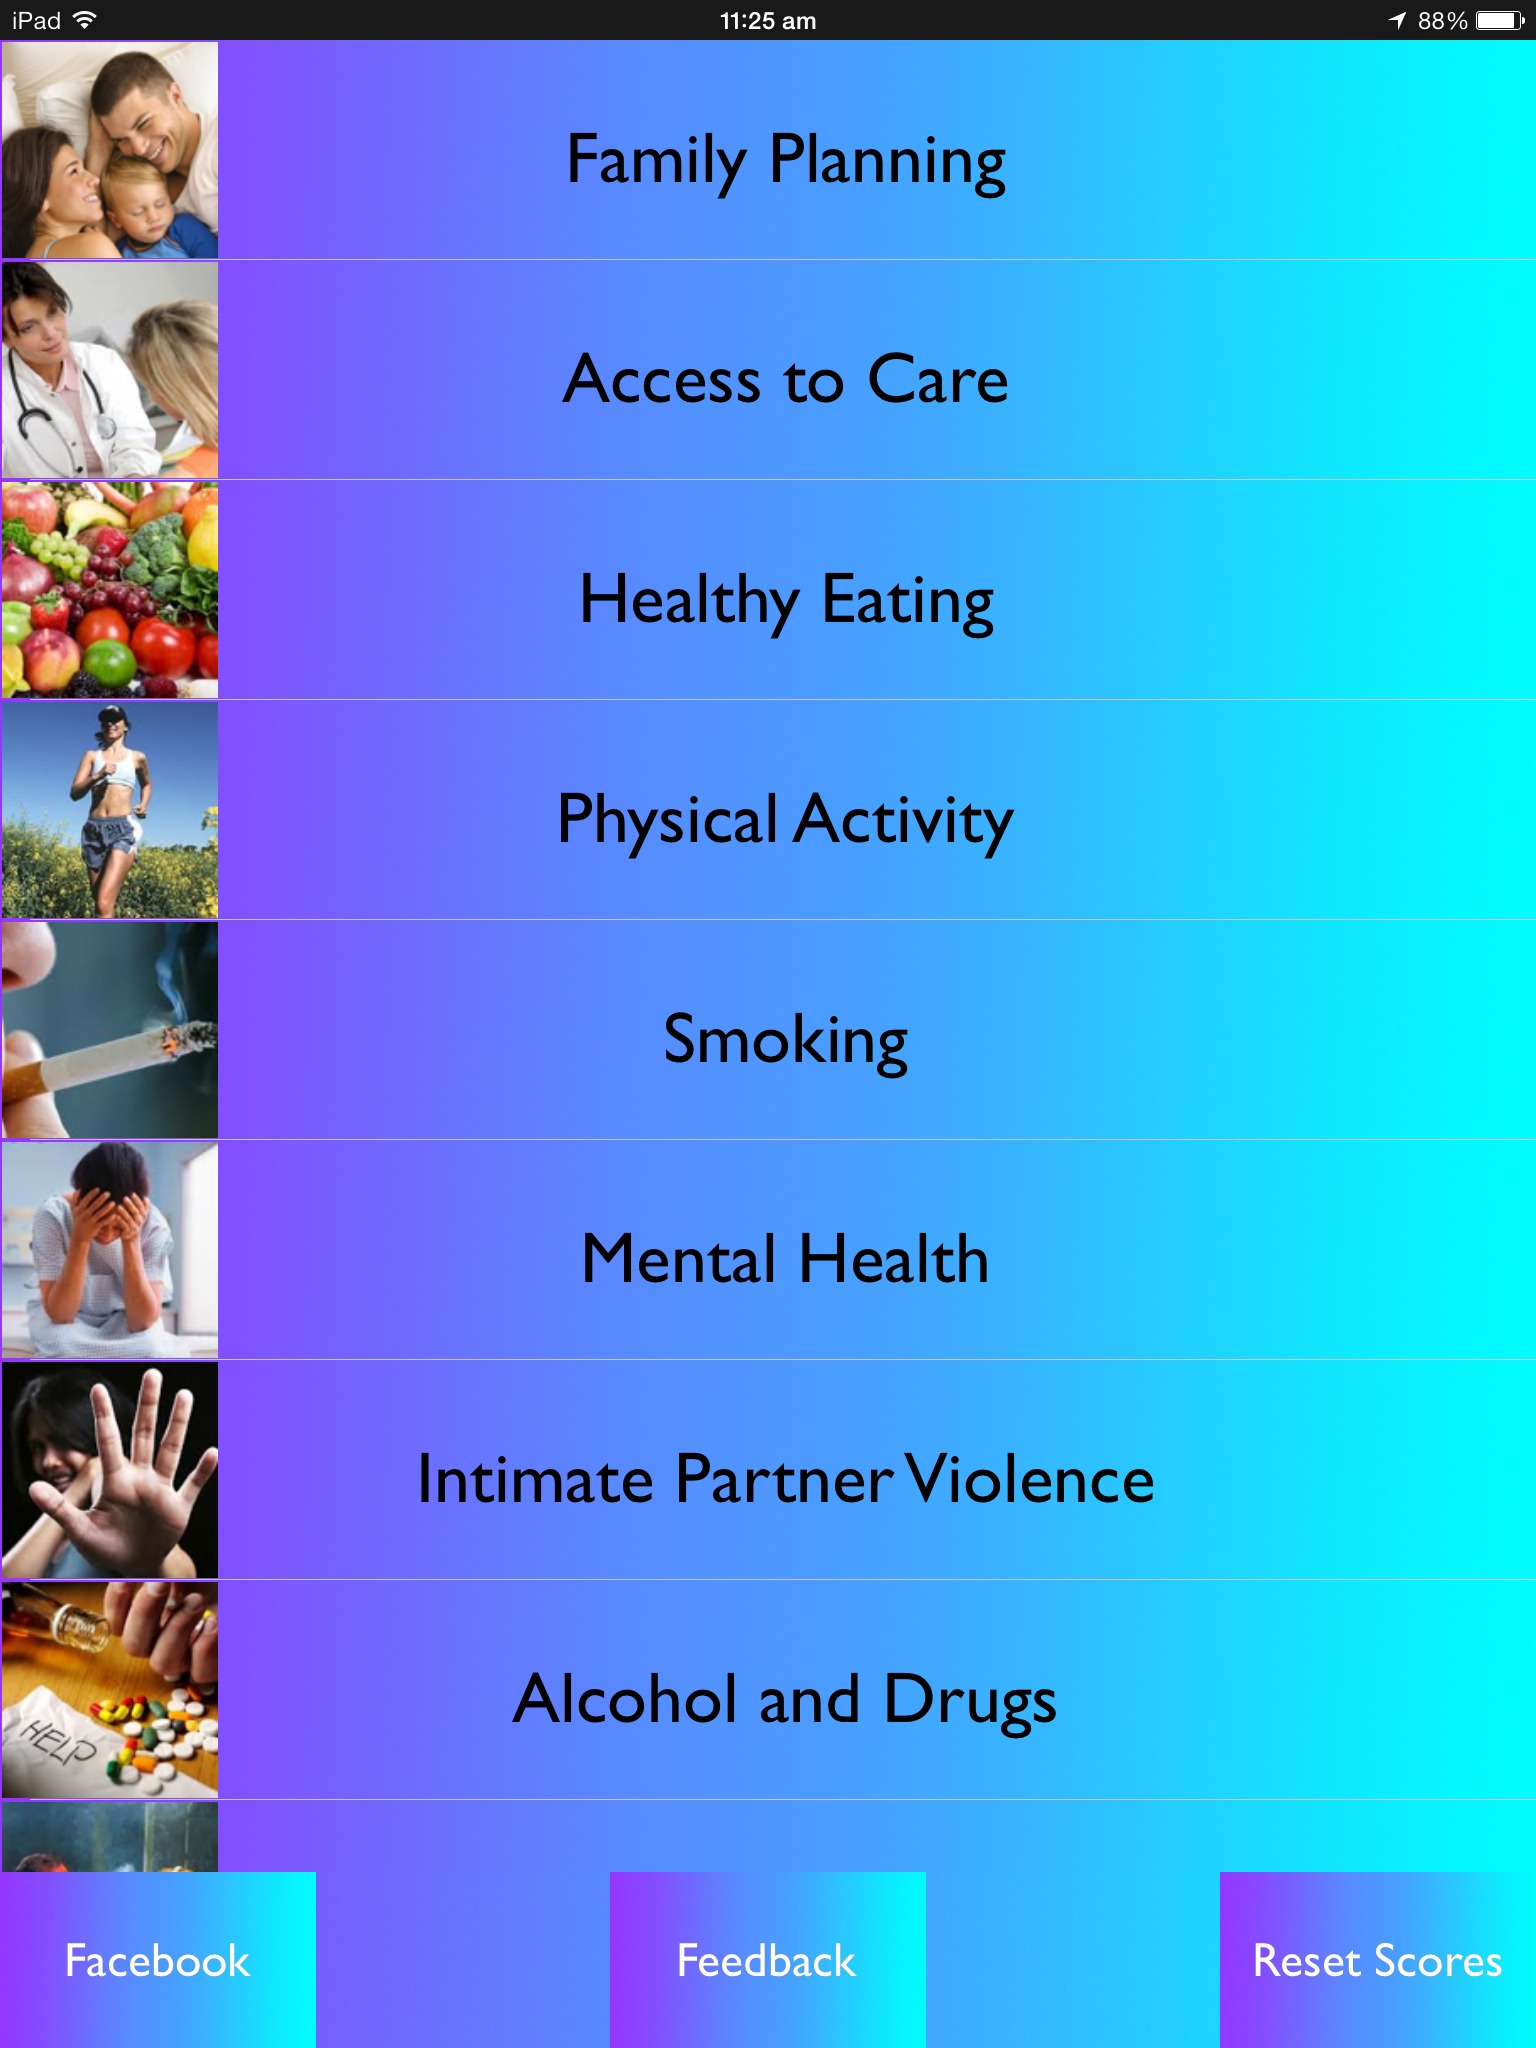 iPad 11:25 am 88%
Family Planning
Access to Care
Healthy Eating
Physical Activity
Smoking
Mental Health
Intimate Partner Violence
HELP
Alcohol and Drugs
Facebook Feedback Reset Scores